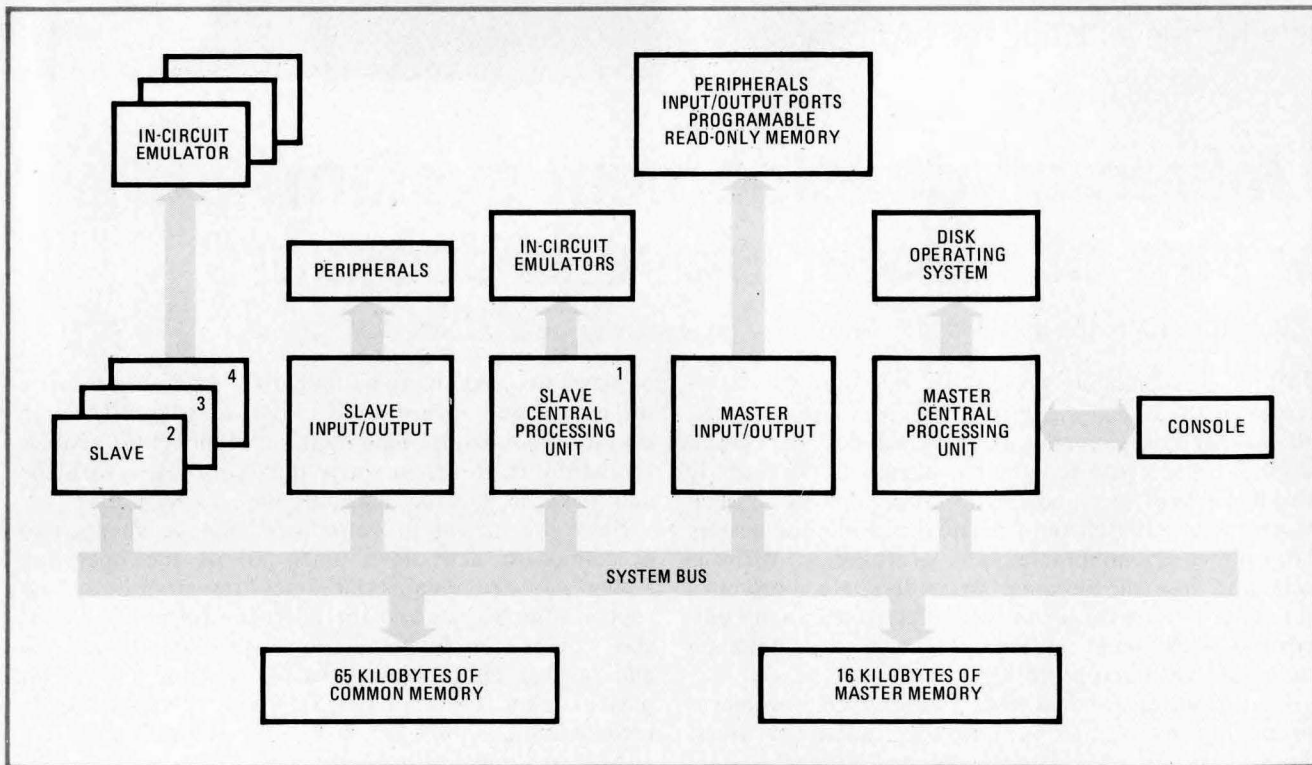 IN-CIRCUIT
EMULATOR
PERIPHERALS
INPUT/OUTPUT PORTS
PROGRAMABLE
READ-ONLY MEMORY
PERIPHERALS
IN-CIRCUIT
EMULATORS
DISK
OPERATING
SYSTEM
4
3
2
SLAVE
SLAVE
INPUT/OUTPUT
1
SLAVE
CENTRAL
PROCESSING
UNIT
MASTER
INPUT/OUTPUT
MASTER
CENTRAL
PROCESSING
UNIT
CONSOLE
SYSTEM BUS
65 KILOBYTES OF
COMMON MEMORY
16 KILOBYTES OF
MASTER MEMORY